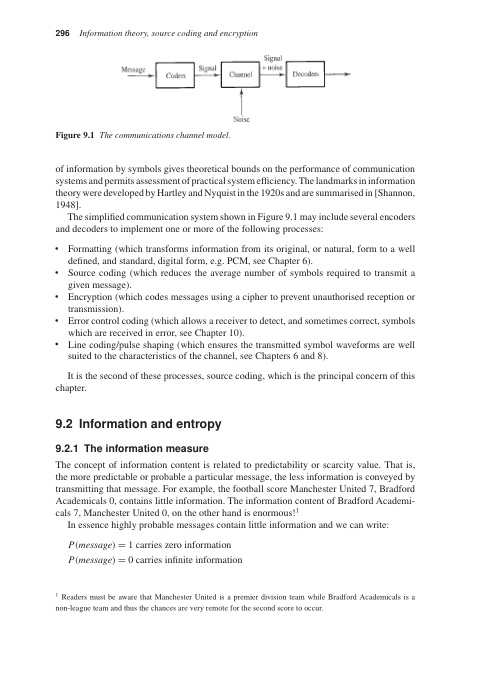 296 Information theory, source coding and encryption
Message
Coders
Signal
Channel
Signal
+ noise
Decoders
Noise
Figure 9.1 The communications channel model.
of information by symbols gives theoretical bounds on the performance of communication
systems and permits assessment of practical system efficiency. The landmarks in information
theory were developed by Hartley and Nyquist in the 1920s and are summarised in [Shannon,
1948].
The simplified communication system shown in Figure 9.1 may include several encoders
and decoders to implement one or more of the following processes:
• Formatting (which transforms information from its original, or natural, form to a well
defined, and standard, digital form, e.g. PCM, see Chapter 6).
• Source coding (which reduces the average number of symbols required to transmit a
given message).
• Encryption (which codes messages using a cipher to prevent unauthorised reception or
transmission).
• Error control coding (which allows a receiver to detect, and sometimes correct, symbols
which are received in error, see Chapter 10).
• Line coding/pulse shaping (which ensures the transmitted symbol waveforms are well
suited to the characteristics of the channel, see Chapters 6 and 8).
It is the second of these processes, source coding, which is the principal concern of this
chapter.
9.2 Information and entropy
9.2.1 The information measure
The concept of information content is related to predictability or scarcity value. That is,
the more predictable or probable a particular message, the less information is conveyed by
transmitting that message. For example, the football score Manchester United 7, Bradford
Academicals 0, contains little information. The information content of Bradford Academi-
cals 7, Manchester United 0, on the other hand is enormous!¹
In essence highly probable messages contain little information and we can write:
P(message) = 1 carries zero information
P(message) = 0 carries infinite information
¹ Readers must be aware that Manchester United is a premier division team while Bradford Academicals is a
non-league team and thus the chances are very remote for the second score to occur.